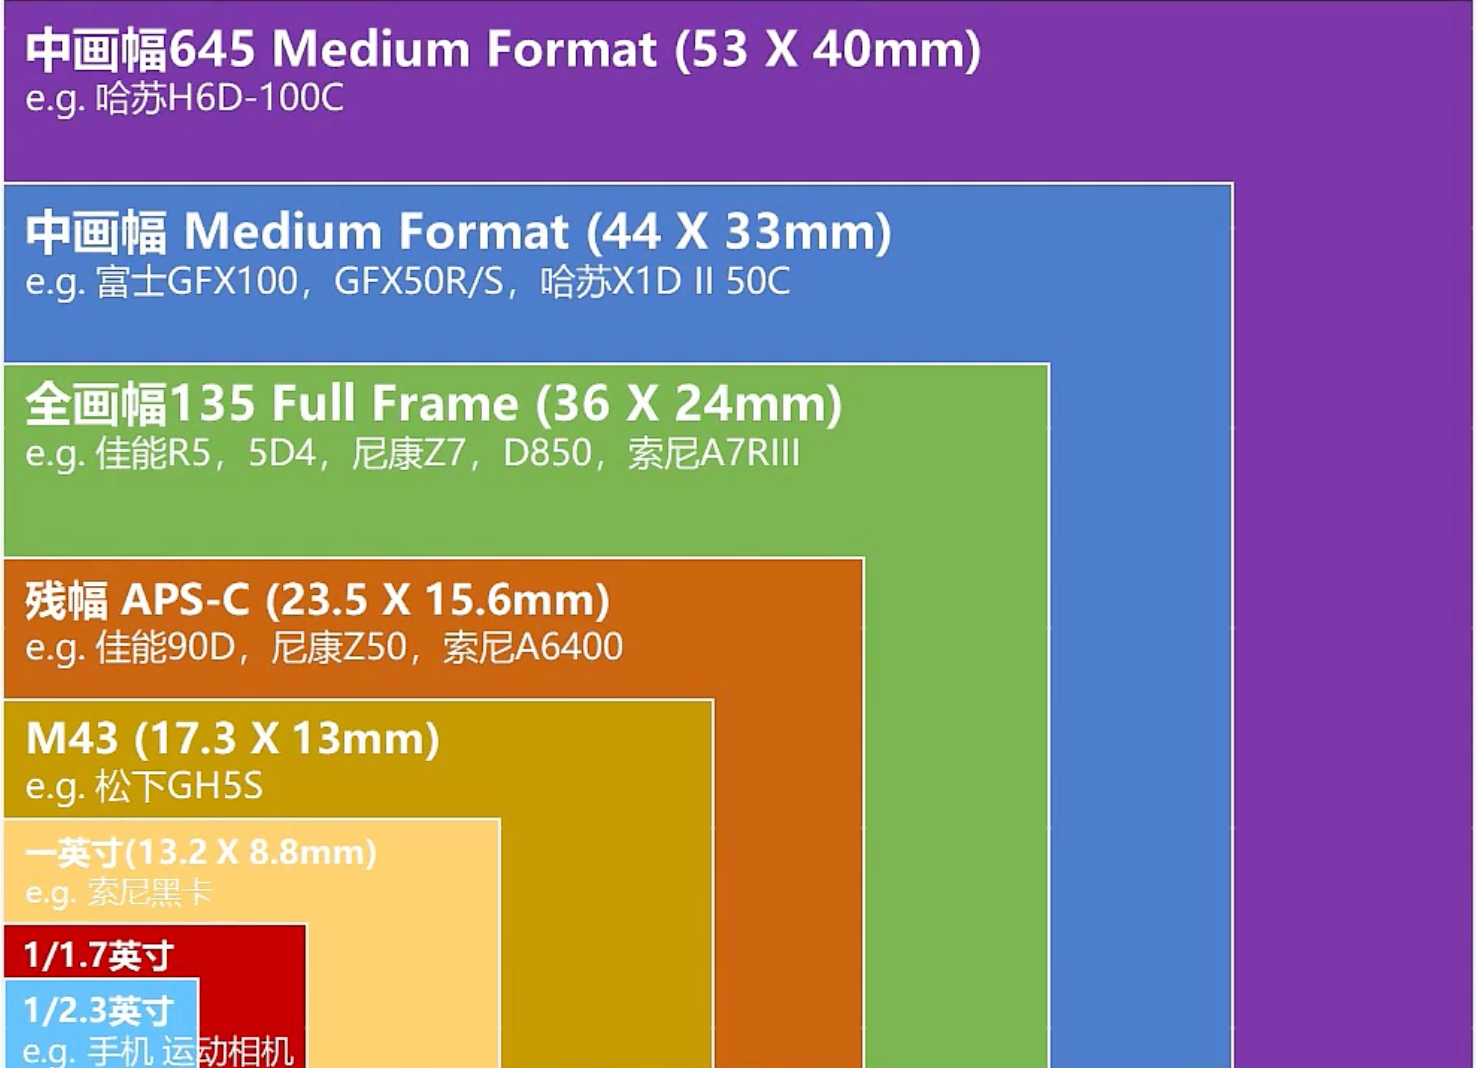 中画幅645 Medium Format (53 X 40mm)
e.g. 哈苏H6D-100C
中画幅 Medium Format (44 X 33mm)
e.g. 富士GFX100，GFX50R/S，哈苏X1D II 50C
全画幅135 Full Frame (36 X 24mm)
e.g. 佳能R5，5D4，尼康Z7，D850，索尼A7RIII
残幅 APS-C (23.5 X 15.6mm)
e.g. 佳能90D，尼康Z50，索尼A6400
M43 (17.3 X 13mm)
e.g. 松下GH5S
一英寸(13.2 X 8.8mm)
e.g. 索尼黑卡
1/1.7英寸
1/2.3英寸
e.g. 手机 运动相机